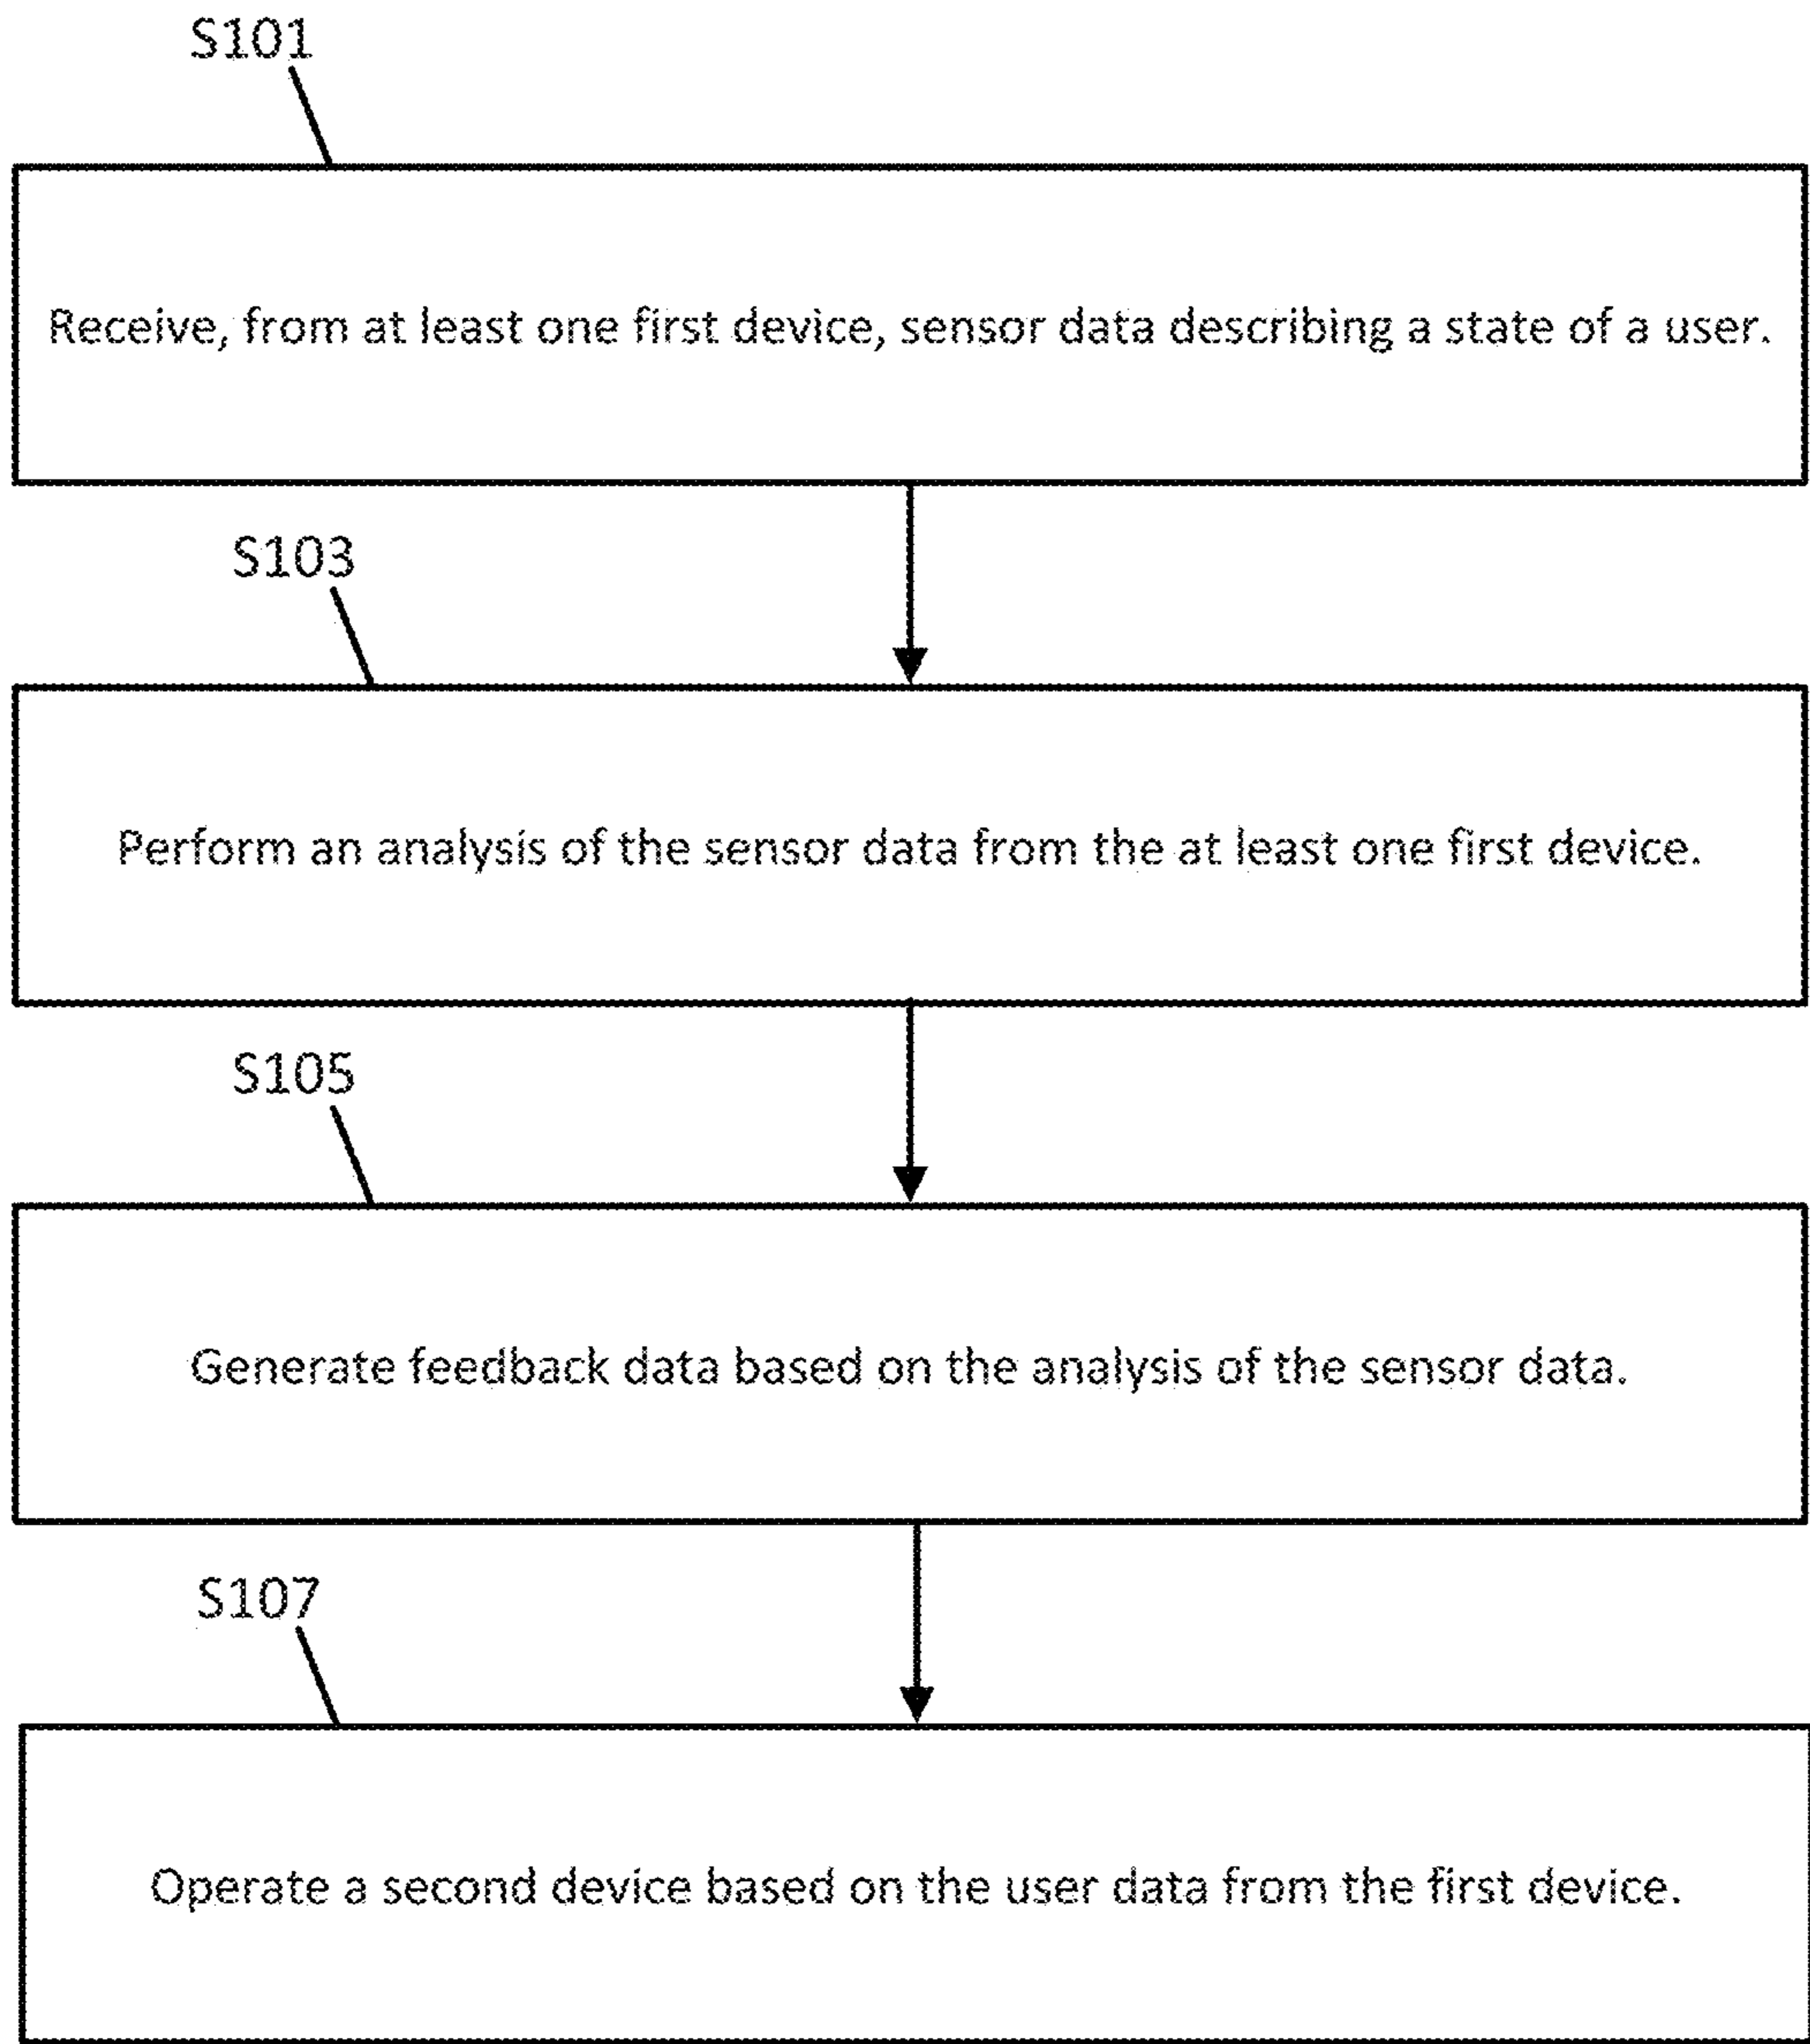 S101
Receive, from at least one first device, sensor data describing a state of a user.
S103
Perform an analysis of the sensor data from the at least one first device.
S105
Generate feedback data based on the analysis of the sensor data.
S107
Operate a second device based on the user data from the first device.